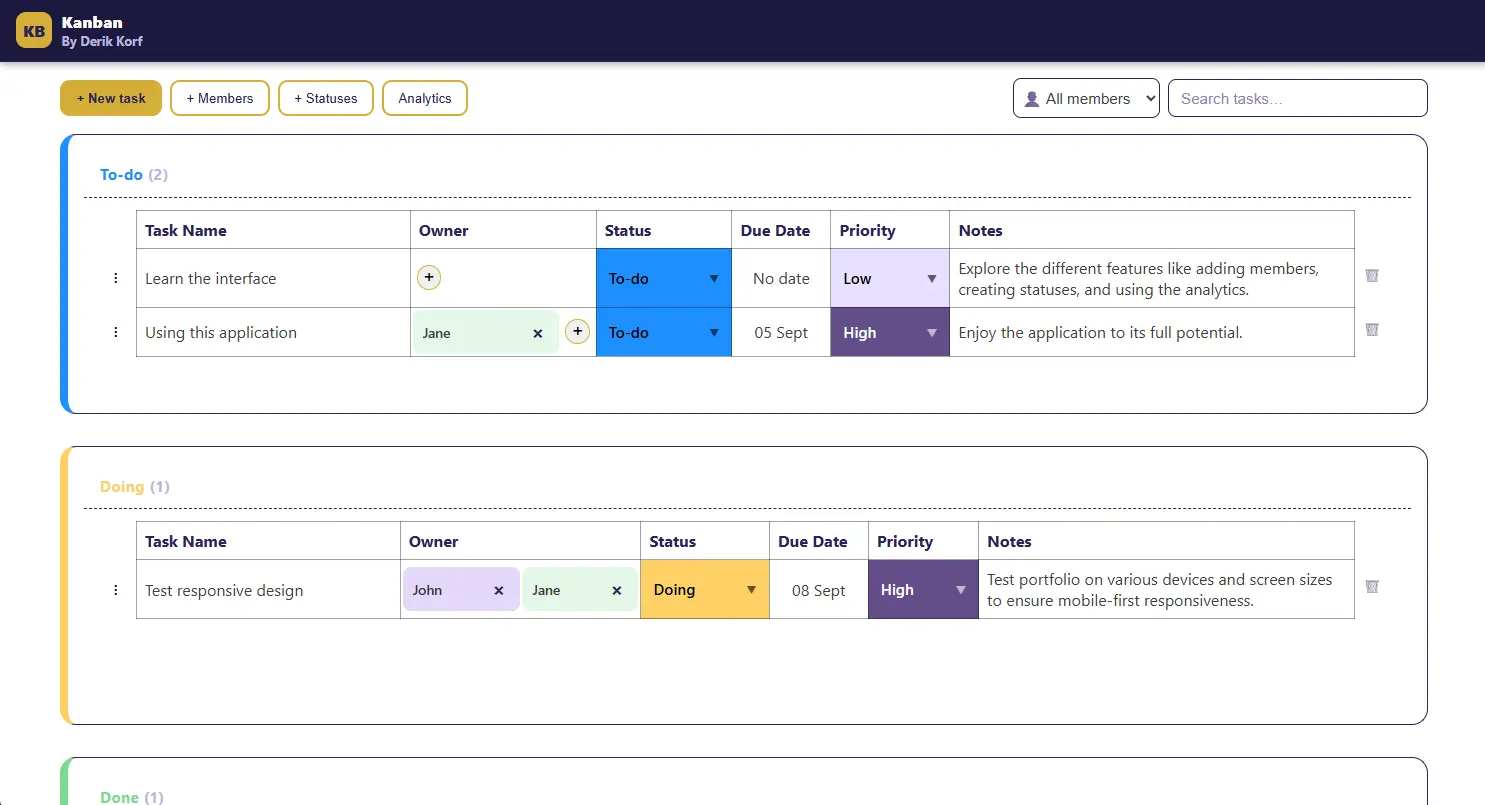 KB
Kanban
By Derik Korf
+ New task
+ Members
+ Statuses
Analytics
All members
Search tasks...
To-do (2)
Task Name Owner Status Due Date Priority Notes
Learn the interface + To-do No date Low Explore the different features like adding members,
creating statuses, and using the analytics.
Using this application Jane × + To-do 05 Sept High Enjoy the application to its full potential.
Doing (1)
Task Name Owner Status Due Date Priority Notes
Test responsive design John × Jane × Doing 08 Sept High Test portfolio on various devices and screen sizes
to ensure mobile-first responsiveness.
Done (1)